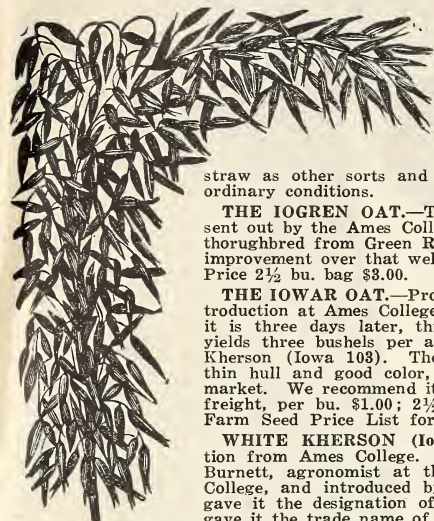 straw as other sorts and
ordinary conditions.
THE IOGREN OAT.—T
sent out by the Ames Coll
thorughbred from Green R
improvement over that wel
Price 2½ bu. bag $3.00.
THE IOWAR OAT.—Pro
troduction at Ames College
it is three days later, th
yields three bushels per a
Kherson (Iowa 103). The
thin hull and good color,
market. We recommend it
freight, per bu. $1.00; 2½
Farm Seed Price List for
WHITE KHERSON (Io
tion from Ames College.
Burnett, agronomist at th
College, and introduced b
gave it the designation of
gave it the trade name of